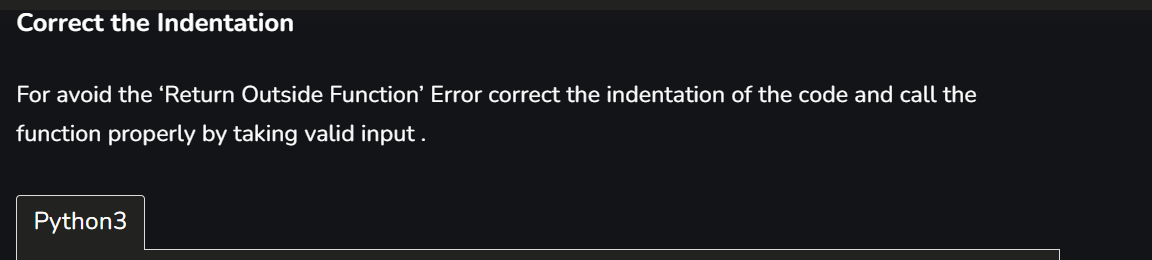 Correct the Indentation
For avoid the ‘Return Outside Function’ Error correct the indentation of the code and call the
function properly by taking valid input .
Python3